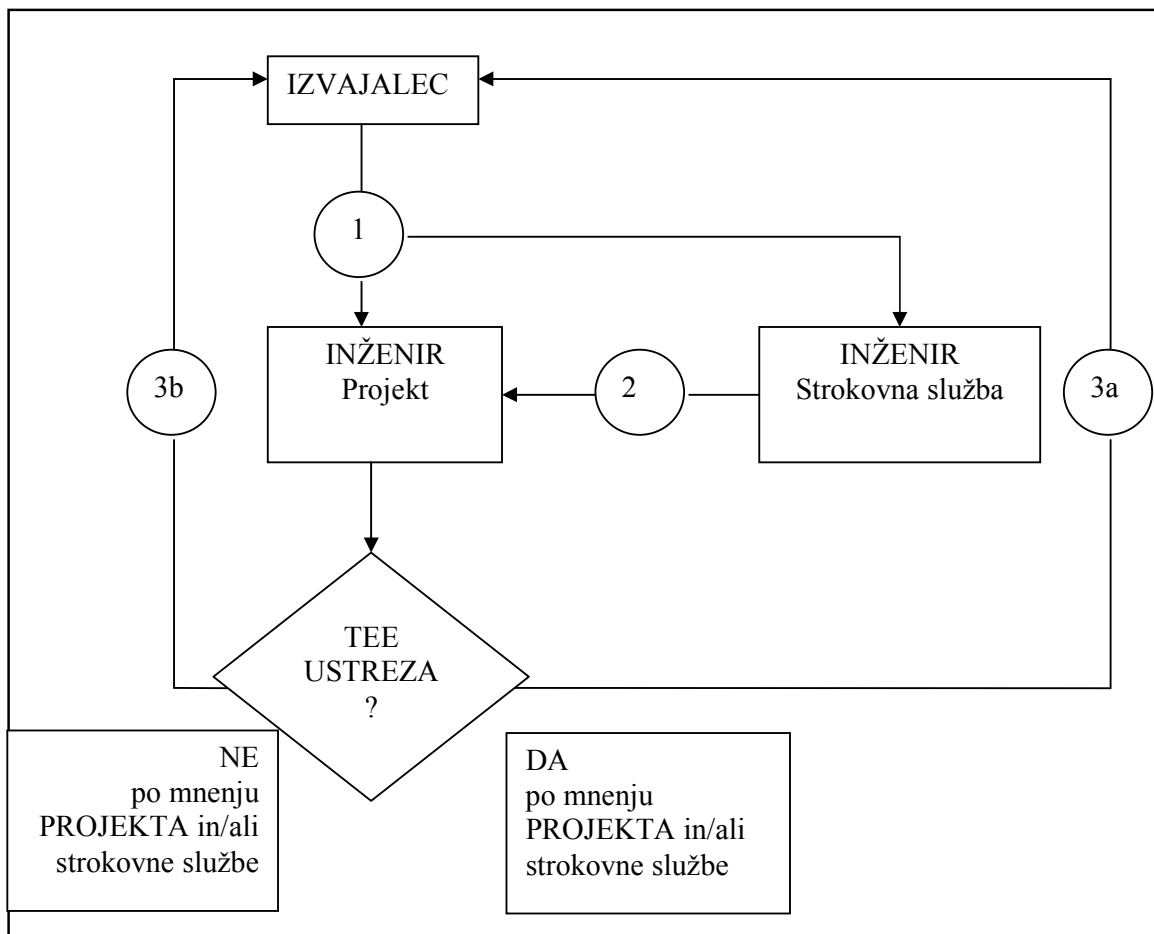 IZVAJALEC
1
INŽENIR
Projekt
INŽENIR
Strokovna služba
3b
2
3a
TEE
USTREZA
?
NE
po mnenju
PROJEKTA in/ali
strokovne službe
DA
po mnenju
PROJEKTA in/ali
strokovne službe